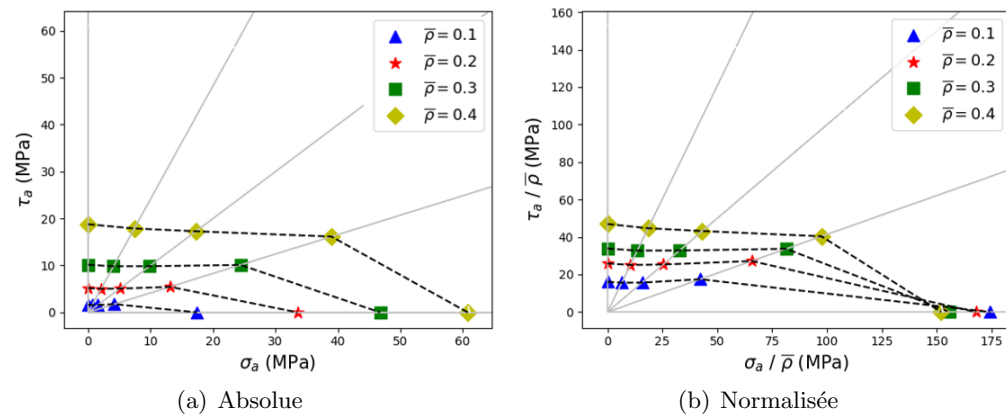 60
50
40
30
20
10
0
τₐ (MPa)
0 10 20 30 40 50 60
σₐ (MPa)
ρ̅ = 0.1
ρ̅ = 0.2
ρ̅ = 0.3
ρ̅ = 0.4
(a) Absolue
160
140
120
100
80
60
40
20
0
τₐ / ρ̅ (MPa)
0 25 50 75 100 125 150 175
σₐ / ρ̅ (MPa)
ρ̅ = 0.1
ρ̅ = 0.2
ρ̅ = 0.3
ρ̅ = 0.4
(b) Normalisée